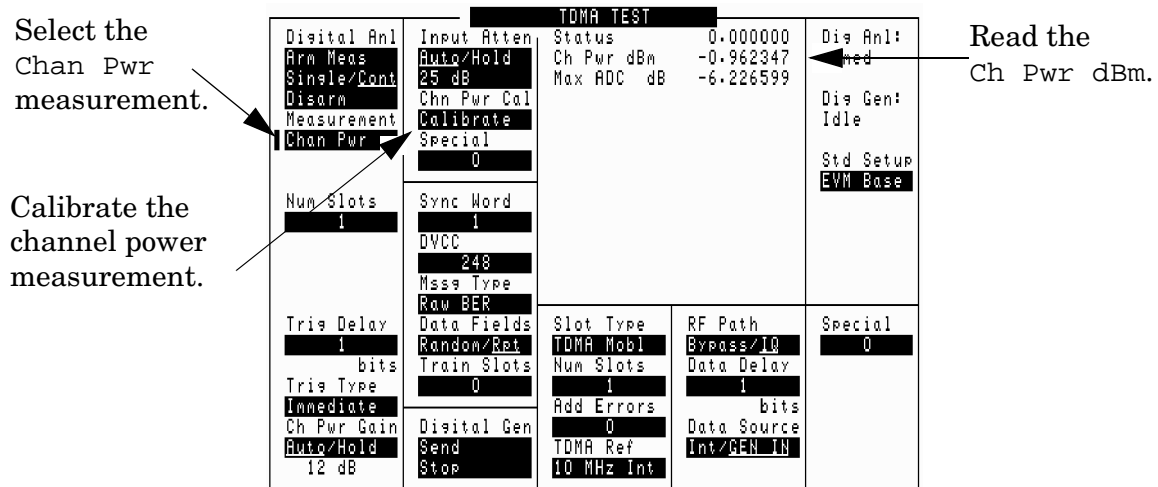 TDMA TEST
Select the
Chan Pwr
measurement.
Calibrate the
channel power
measurement.
Digital Anl
Arm Meas
Single/Cont
Disarm
Measurement
Chan Pwr
Num Slots
1
Trig Delay
1
bits
Trig Type
Immediate
Ch Pwr Gain
Auto/Hold
12 dB
Input Atten
Auto/Hold
25 dB
Chn Pwr Cal
Calibrate
Special
0
Sync Word
1
DVCC
248
Mssg Type
Raw BER
Data Fields
Random/Rpt
Train Slots
0
Digital Gen
Send
Stop
Status 0.000000
Ch Pwr dBm -0.962347
Max ADC dB -6.226599
Slot Type
TDMA Mobl
Num Slots
1
Add Errors
0
TDMA Ref
10 MHz Int
RF Path
Bypass/IQ
Data Delay
1
bits
Data Source
Int/GEN IN
Dig Anl:
Dig Gen:
Idle
Std Setup
EVM Base
Special
0
Read the
Ch Pwr dBm.